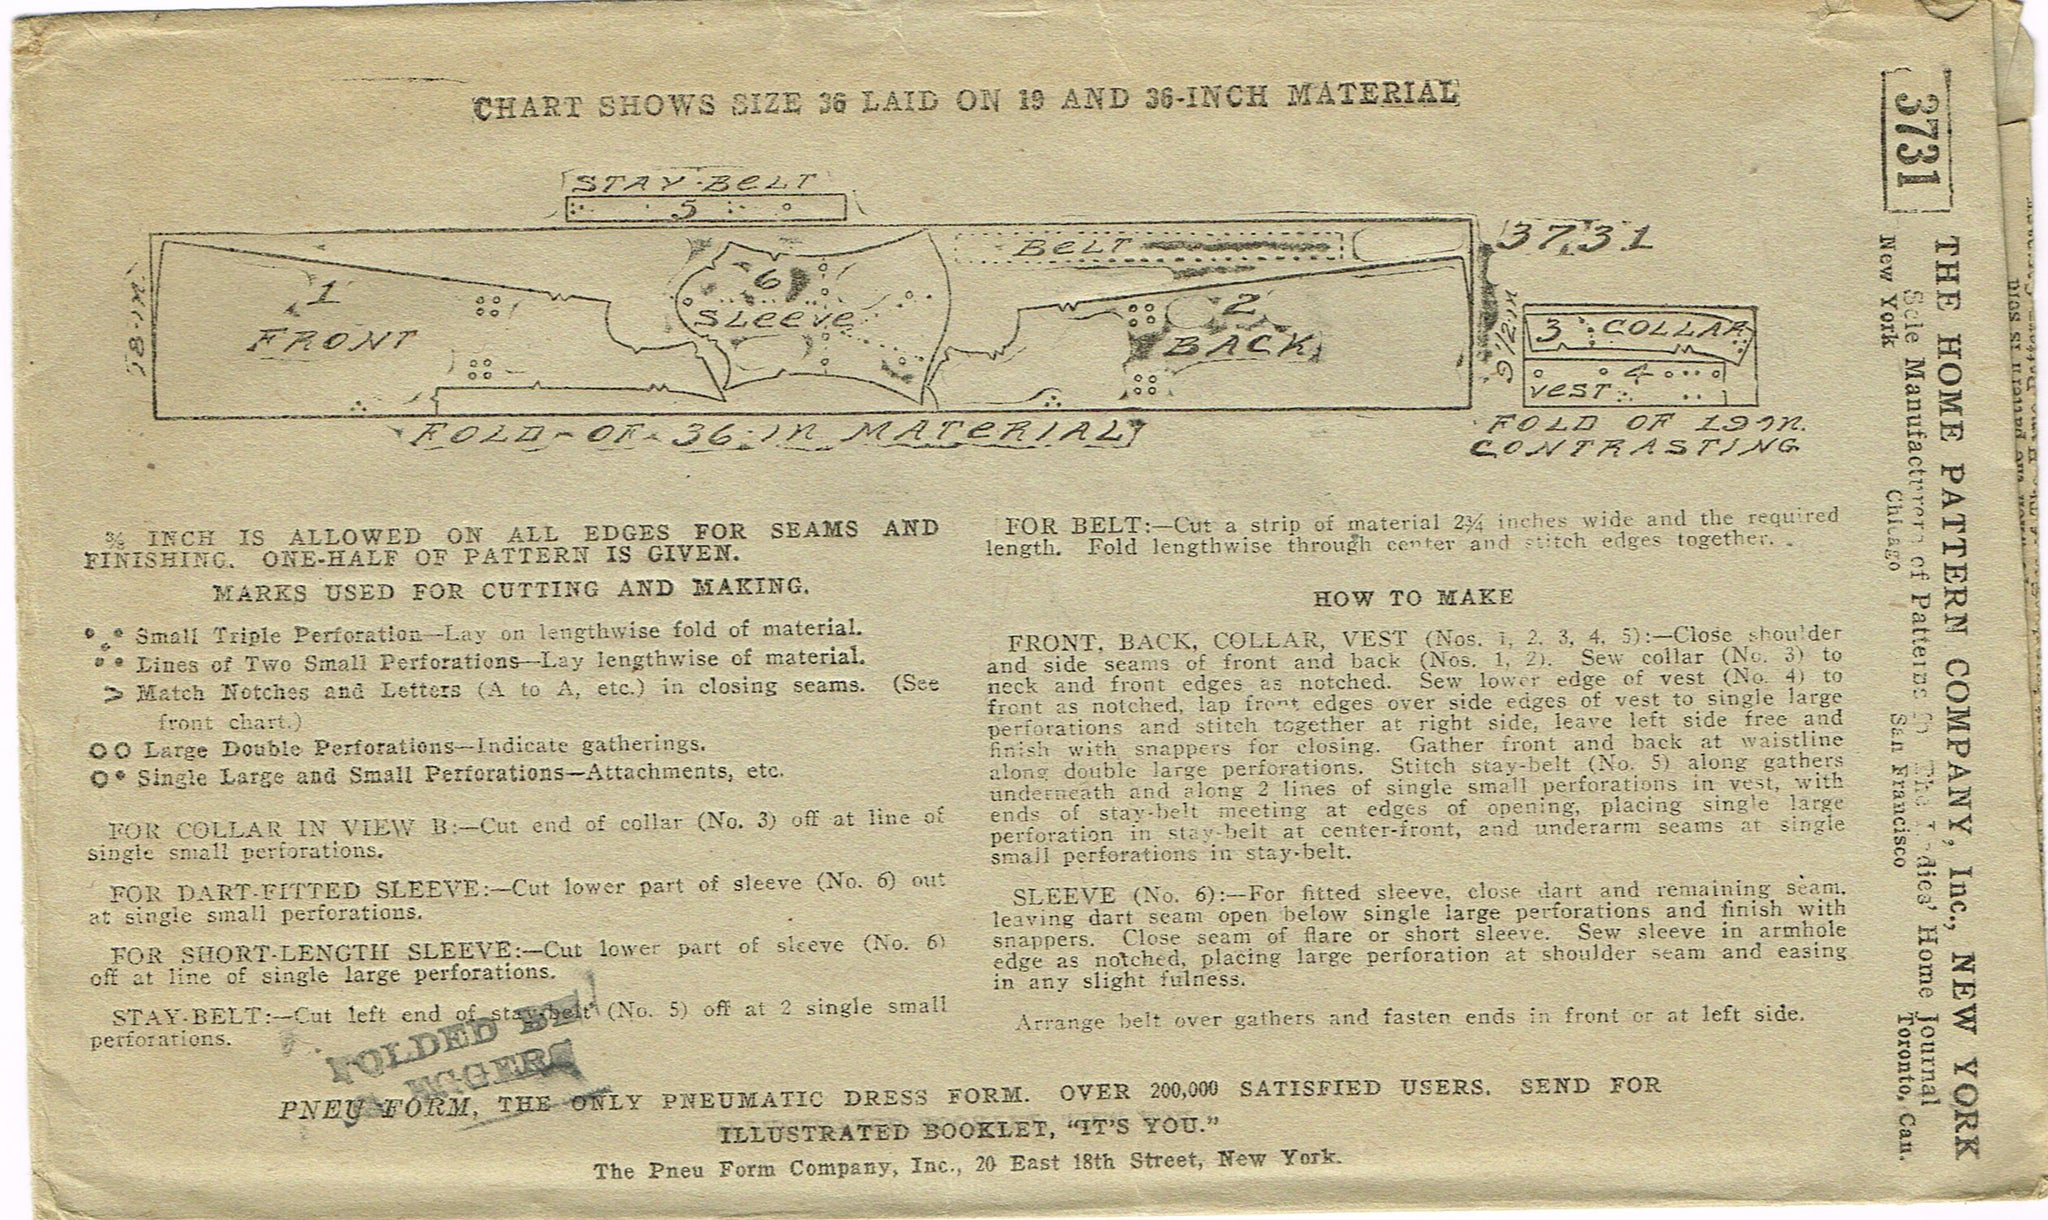 CHART SHOWS SIZE 36 LAID ON 19 AND 36-INCH MATERIAL
STAY-BELT
5
18-IN
1
FRONT
6
SLEEVE
BELT
2
BACK
3731
9 1/2 IN
3 COLLAR
4
VEST
FOLD-OF-36-IN MATERIAL
FOLD OF 19 IN.
CONTRASTING
⅜ INCH IS ALLOWED ON ALL EDGES FOR SEAMS AND
FINISHING. ONE-HALF OF PATTERN IS GIVEN.
MARKS USED FOR CUTTING AND MAKING.
Small Triple Perforation—Lay on lengthwise fold of material.
Lines of Two Small Perforations—Lay lengthwise of material.
Match Notches and Letters (A to A, etc.) in closing seams. (See
front chart.)
Large Double Perforations—Indicate gatherings.
Single Large and Small Perforations—Attachments, etc.
FOR COLLAR IN VIEW B:—Cut end of collar (No. 3) off at line of
single small perforations.
FOR DART-FITTED SLEEVE:—Cut lower part of sleeve (No. 6) out
at single small perforations.
FOR SHORT-LENGTH SLEEVE:—Cut lower part of sleeve (No. 6)
off at line of single large perforations.
STAY-BELT:—Cut left end of stay-belt (No. 5) off at 2 single small
perforations.
FOLDED BY
EGGERS
FOR BELT:—Cut a strip of material 2¾ inches wide and the required
length. Fold lengthwise through center and stitch edges together.
HOW TO MAKE
FRONT, BACK, COLLAR, VEST (Nos. 1, 2, 3, 4, 5):—Close shoulder
and side seams of front and back (Nos. 1, 2). Sew collar (No. 3) to
neck and front edges as notched. Sew lower edge of vest (No. 4) to
front as notched, lap front edges over side edges of vest to single large
perforations and stitch together at right side, leave left side free and
finish with snappers for closing. Gather front and back at waistline
along double large perforations. Stitch stay-belt (No. 5) along gathers
underneath and along 2 lines of single small perforations in vest, with
ends of stay-belt meeting at edges of opening, placing single large
perforation in stay-belt at center-front, and underarm seams at single
small perforations in stay-belt.
SLEEVE (No. 6):—For fitted sleeve, close dart and remaining seam,
leaving dart seam open below single large perforations and finish with
snappers. Close seam of flare or short sleeve. Sew sleeve in armhole
edge as notched, placing large perforation at shoulder seam and easing
in any slight fulness.
Arrange belt over gathers and fasten ends in front or at left side.
PNEU FORM, THE ONLY PNEUMATIC DRESS FORM. OVER 200,000 SATISFIED USERS. SEND FOR
ILLUSTRATED BOOKLET, "IT'S YOU."
The Pneu Form Company, Inc., 20 East 18th Street, New York.
3731
THE HOME PATTERN COMPANY, Inc., NEW YORK
Sole Manufacturers of Patterns The Ladies' Home Journal
New York Chicago San Francisco Toronto, Can.